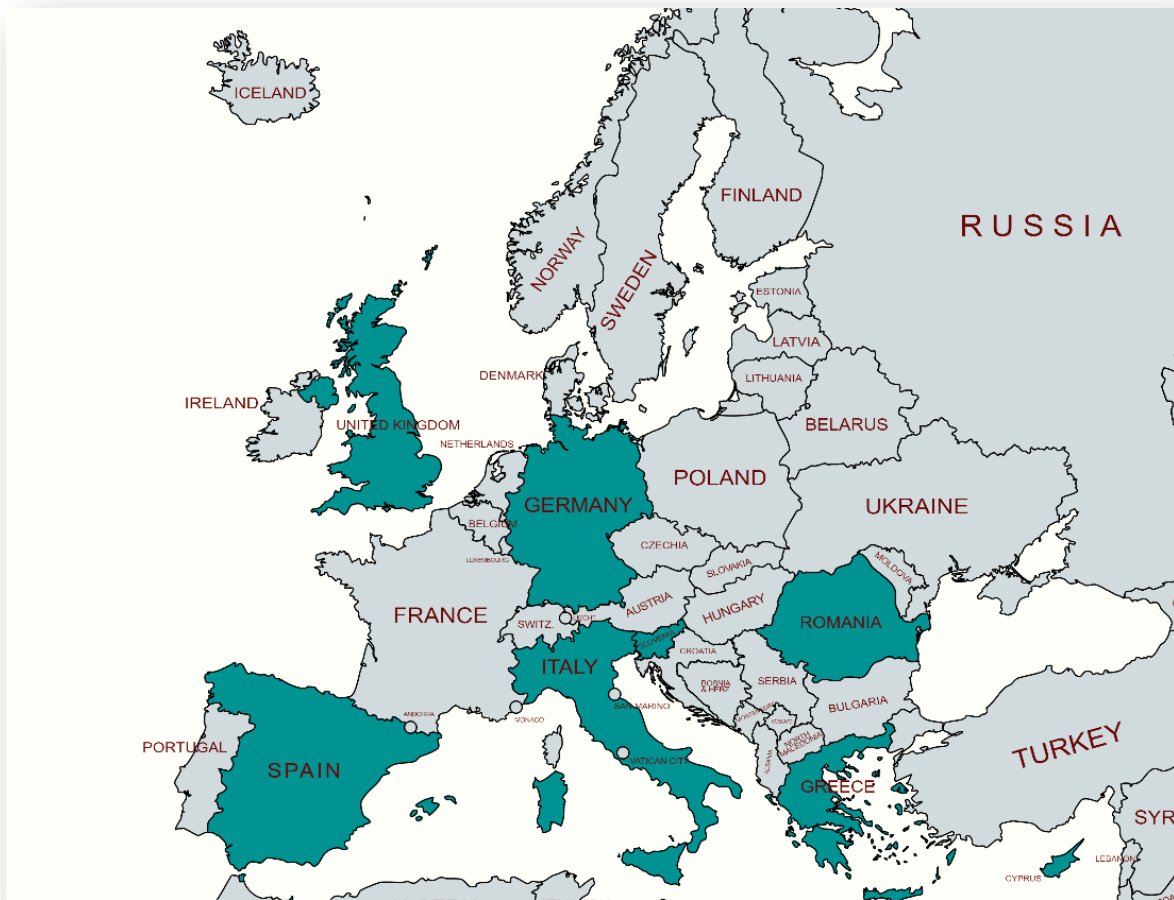 ICELAND
FINLAND
RUSSIA
NORWAY
SWEDEN
ESTONIA
LATVIA
DENMARK
LITHUANIA
IRELAND
UNITED KINGDOM
BELARUS
NETHERLANDS
POLAND
GERMANY
UKRAINE
BELGIUM
CZECHIA
LUXEMBOURG
SLOVAKIA
MOLDOVA
AUSTRIA
HUNGARY
FRANCE
SWITZ.
ROMANIA
SLOVENIA
CROATIA
ITALY
BOSNIA
& HERZ
SERBIA
SAN MARINO
BULGARIA
ANDORRA
MONACO
MONTENEGRO
KOSOVO
NORTH
MACEDONIA
PORTUGAL
SPAIN
VATICAN CITY
ALBANIA
TURKEY
GREECE
SYR
LEBANON
CYPRUS